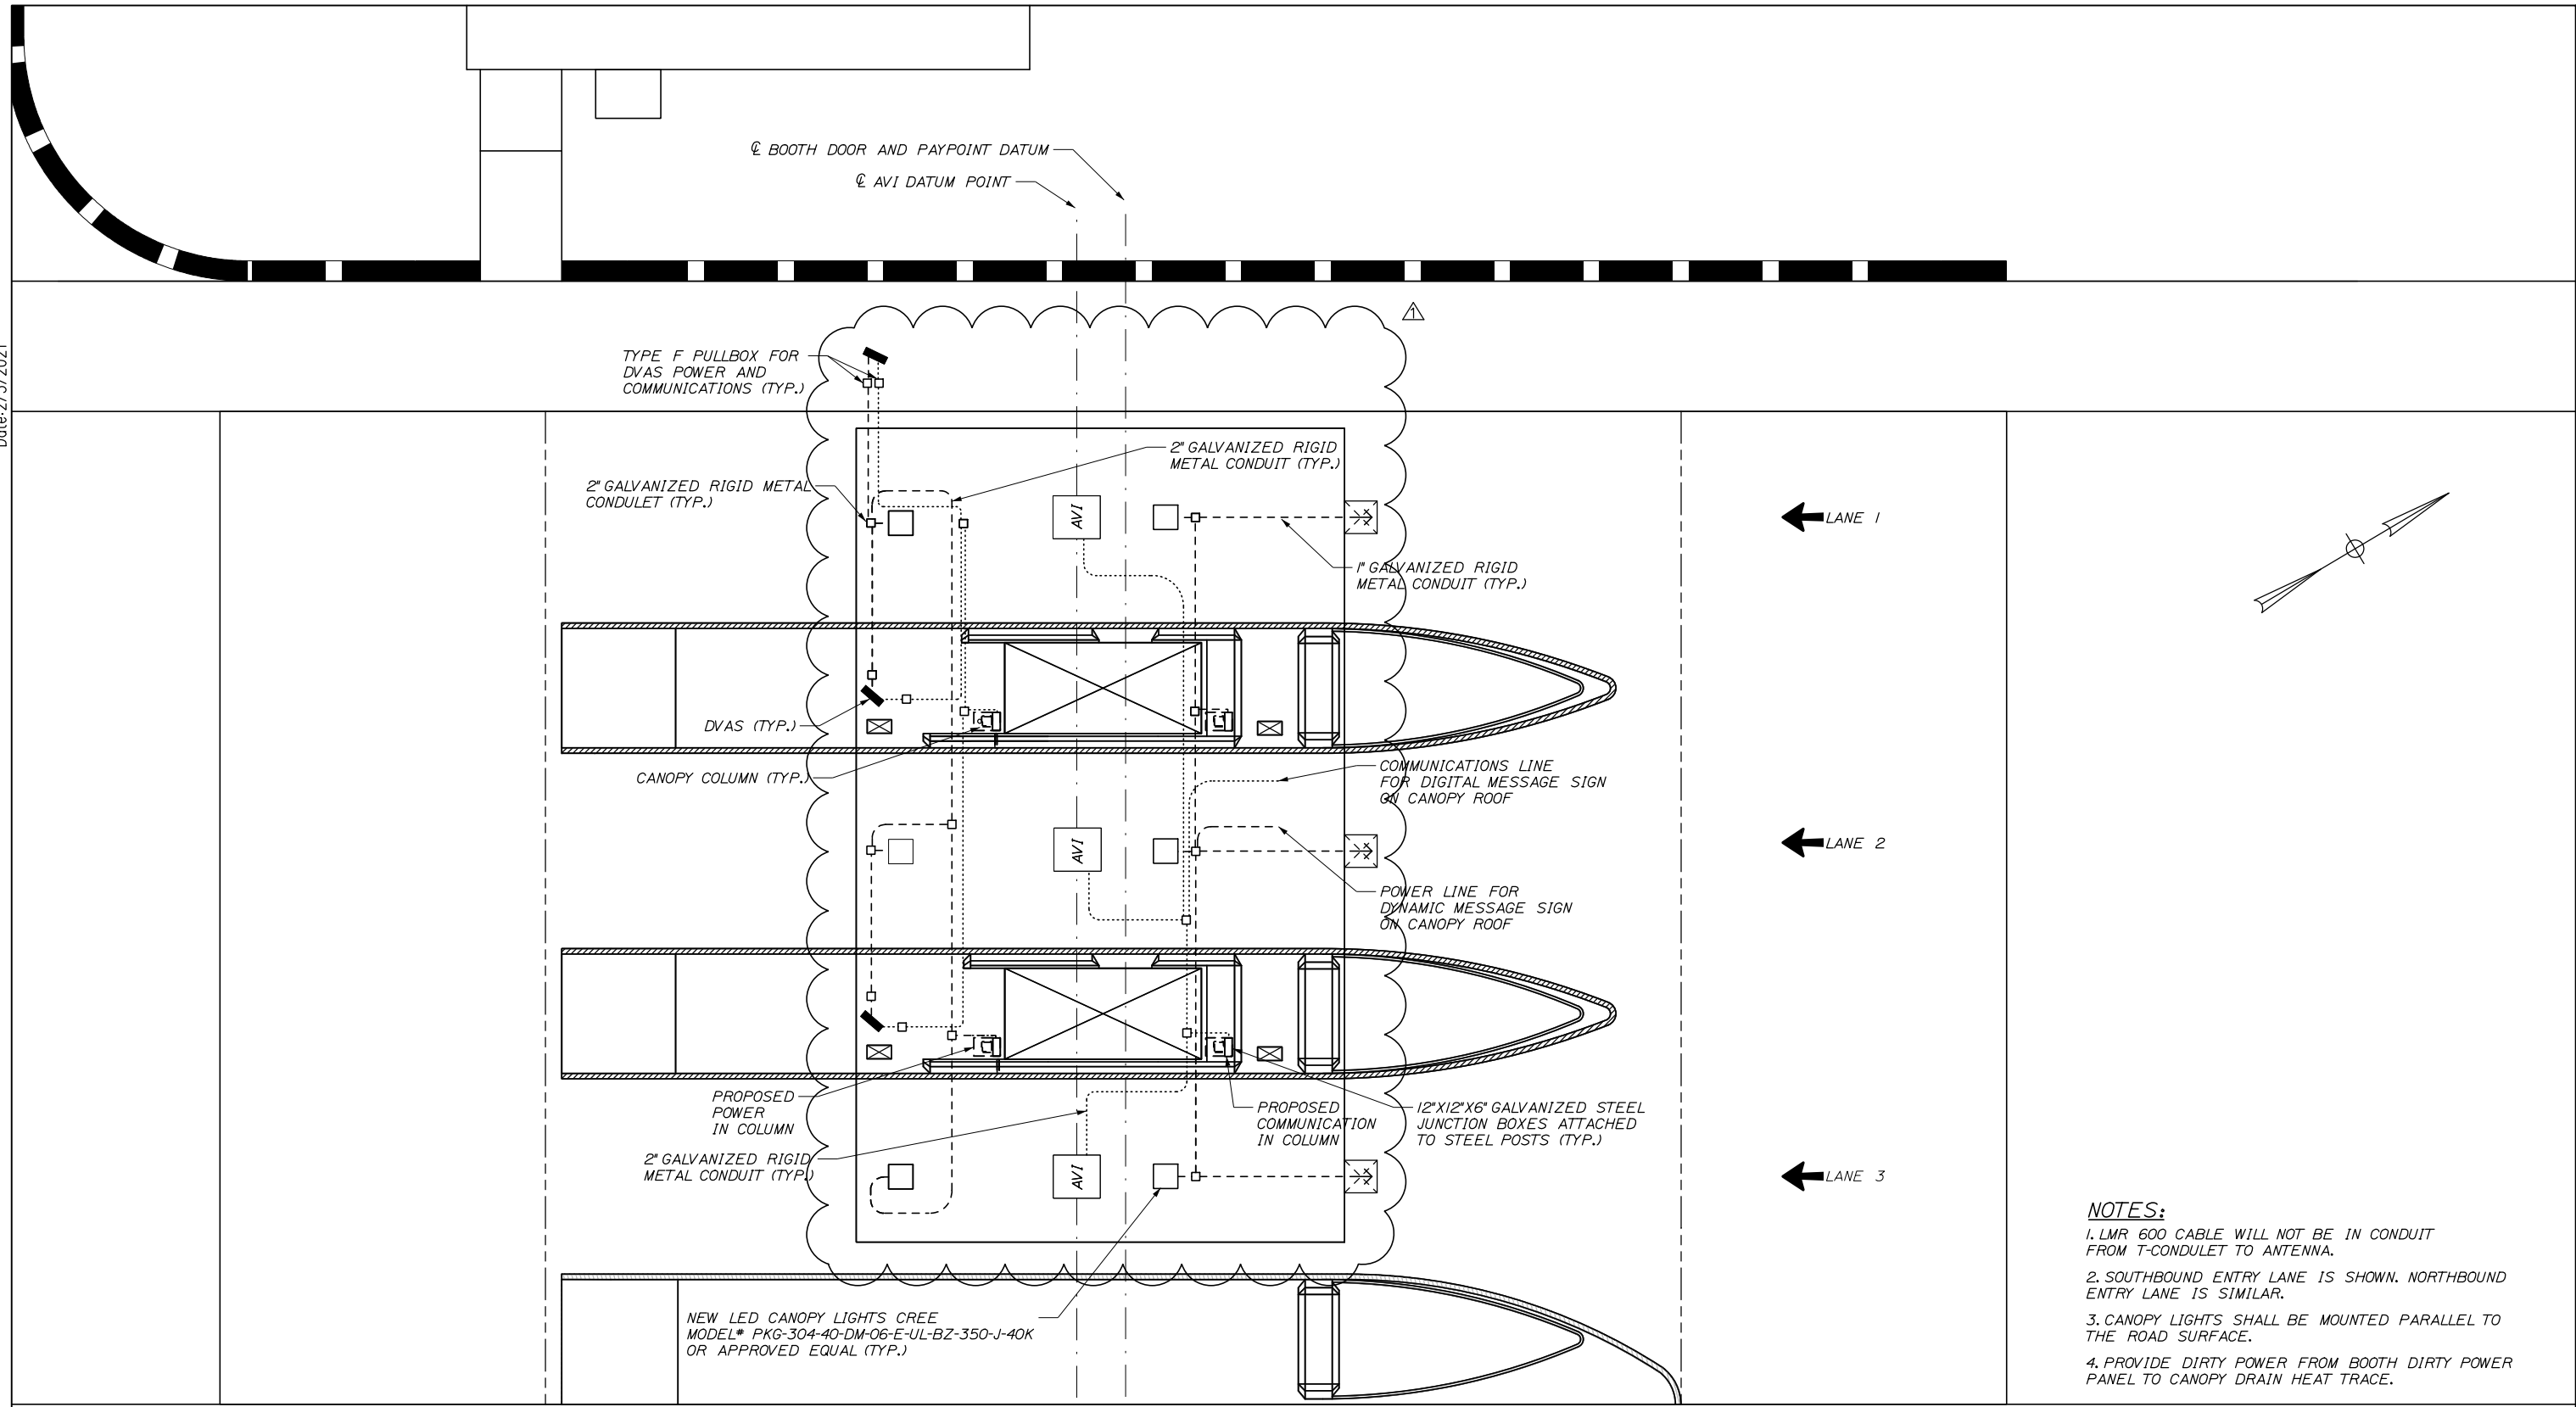 ℄ BOOTH DOOR AND PAYPOINT DATUM
℄ AVI DATUM POINT
1
Date:2/5/2021
TYPE F PULLBOX FOR
DVAS POWER AND
COMMUNICATIONS (TYP.)
2" GALVANIZED RIGID
METAL CONDUIT (TYP.)
2" GALVANIZED RIGID METAL
CONDULET (TYP.)
AVI
LANE 1
1" GALVANIZED RIGID
METAL CONDUIT (TYP.)
DVAS (TYP.)
CANOPY COLUMN (TYP.)
COMMUNICATIONS LINE
FOR DIGITAL MESSAGE SIGN
ON CANOPY ROOF
AVI
LANE 2
POWER LINE FOR
DYNAMIC MESSAGE SIGN
ON CANOPY ROOF
PROPOSED
POWER
IN COLUMN
PROPOSED
COMMUNICATION
IN COLUMN
12"X12"X6" GALVANIZED STEEL
JUNCTION BOXES ATTACHED
TO STEEL POSTS (TYP.)
2" GALVANIZED RIGID
METAL CONDUIT (TYP.)
AVI
LANE 3
NEW LED CANOPY LIGHTS CREE
MODEL# PKG-304-40-DM-06-E-UL-BZ-350-J-40K
OR APPROVED EQUAL (TYP.)
NOTES:
1. LMR 600 CABLE WILL NOT BE IN CONDUIT
FROM T-CONDULET TO ANTENNA.
2. SOUTHBOUND ENTRY LANE IS SHOWN. NORTHBOUND
ENTRY LANE IS SIMILAR.
3. CANOPY LIGHTS SHALL BE MOUNTED PARALLEL TO
THE ROAD SURFACE.
4. PROVIDE DIRTY POWER FROM BOOTH DIRTY POWER
PANEL TO CANOPY DRAIN HEAT TRACE.